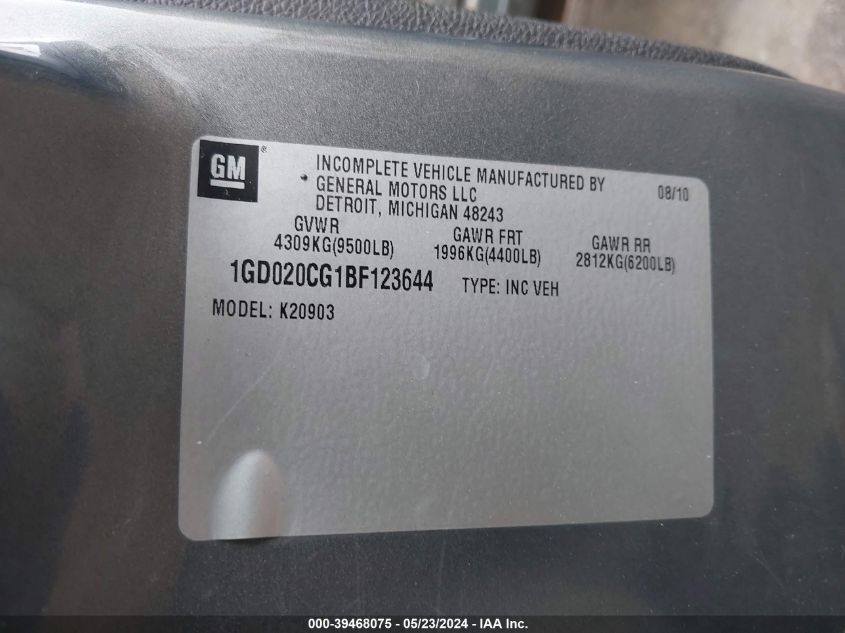 GM ®
INCOMPLETE VEHICLE MANUFACTURED BY 08/10
GENERAL MOTORS LLC
DETROIT, MICHIGAN 48243
GVWR GAWR FRT GAWR RR
4309KG(9500LB) 1996KG(4400LB) 2812KG(6200LB)
1GD020CG1BF123644 TYPE: INC VEH
MODEL: K20903
000-39468075 - 05/23/2024 - IAA Inc.